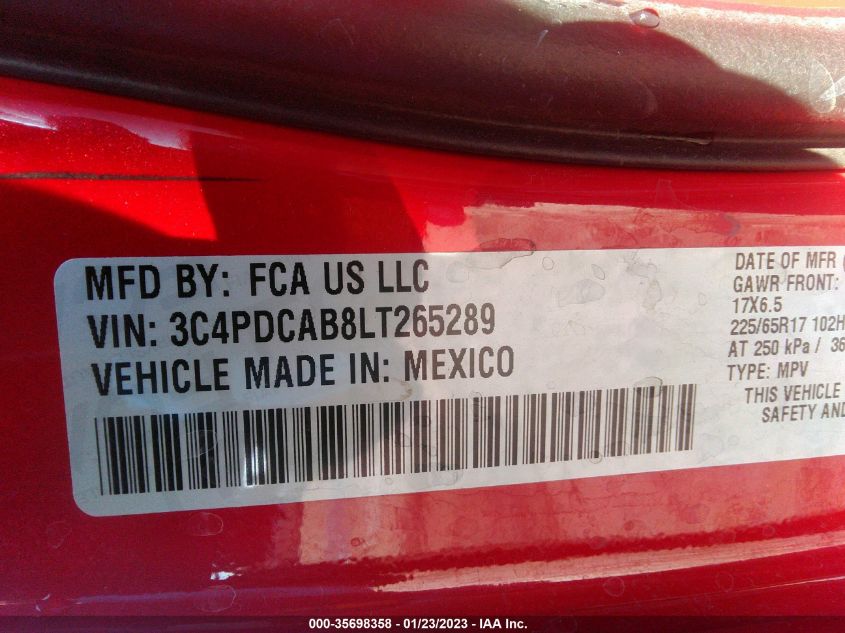 MFD BY: FCA US LLC
VIN: 3C4PDCAB8LT265289
VEHICLE MADE IN: MEXICO
DATE OF MFR (
GAWR FRONT:
17X6.5
225/65R17 102H
AT 250 kPa / 36
TYPE: MPV
THIS VEHICLE
SAFETY AND
000-35698358 - 01/23/2023 - IAA Inc.